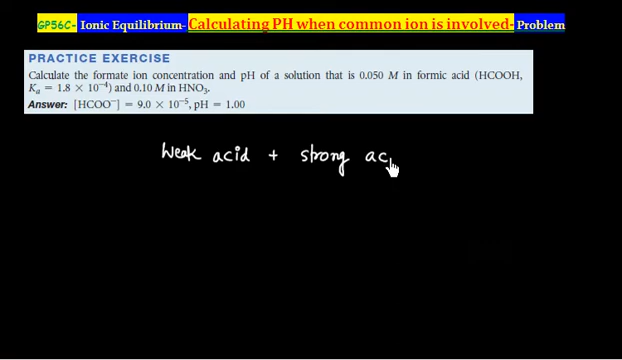 GP56C- Ionic Equilibrium- Calculating PH when common ion is involved- Problem
PRACTICE EXERCISE
Calculate the formate ion concentration and pH of a solution that is 0.050 M in formic acid (HCOOH,
Ka = 1.8 × 10⁻⁴) and 0.10 M in HNO₃.
Answer: [HCOO⁻] = 9.0 × 10⁻⁵, pH = 1.00
Weak acid + strong ac